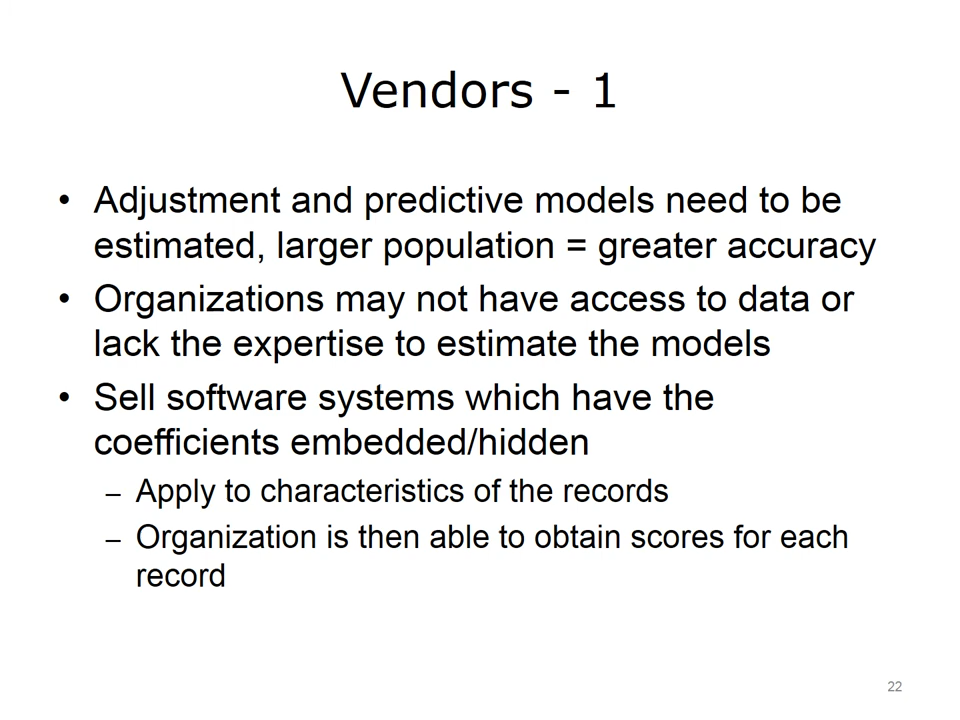 Vendors - 1
• Adjustment and predictive models need to be
estimated, larger population = greater accuracy
• Organizations may not have access to data or
lack the expertise to estimate the models
• Sell software systems which have the
coefficients embedded/hidden
– Apply to characteristics of the records
– Organization is then able to obtain scores for each
record
22